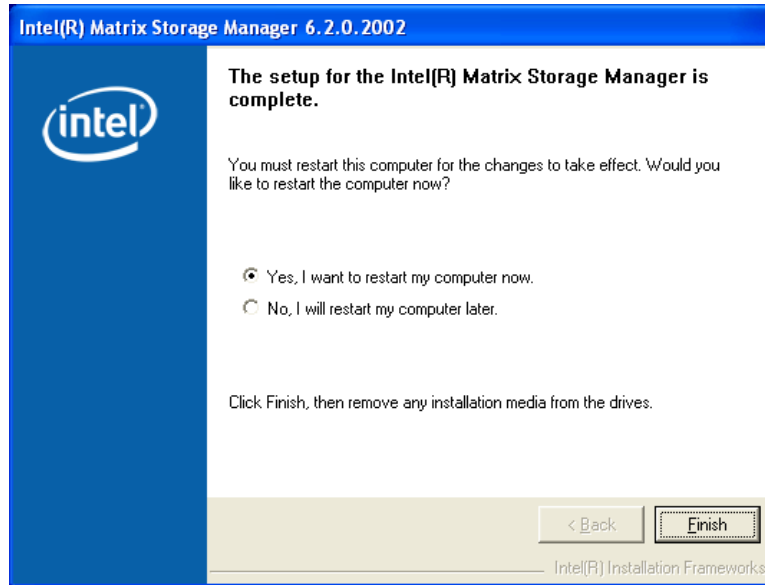 Intel(R) Matrix Storage Manager 6.2.0.2002
intel
The setup for the Intel(R) Matrix Storage Manager is
complete.
You must restart this computer for the changes to take effect. Would you
like to restart the computer now?
Yes, I want to restart my computer now.
No, I will restart my computer later.
Click Finish, then remove any installation media from the drives.
< Back
Finish
Intel(R) Installation Frameworks